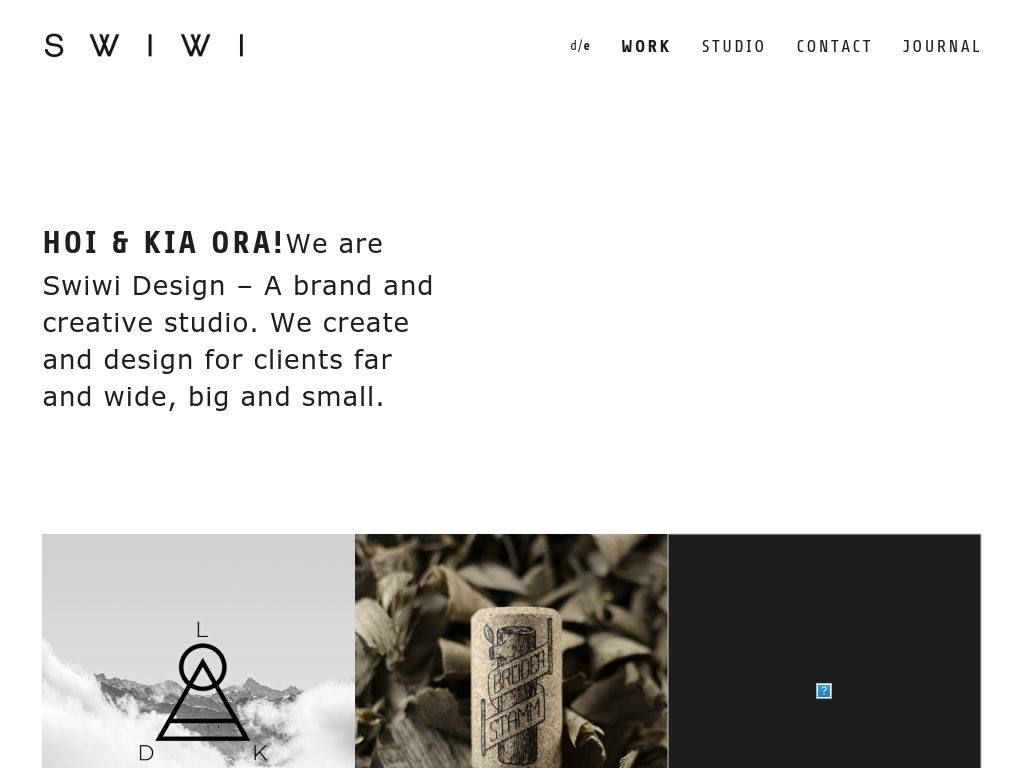 SWIWI
d/e WORK STUDIO CONTACT JOURNAL
HOI & KIA ORA! We are
Swiwi Design – A brand and
creative studio. We create
and design for clients far
and wide, big and small.
L
D K
BRÜDER
STAMM
?